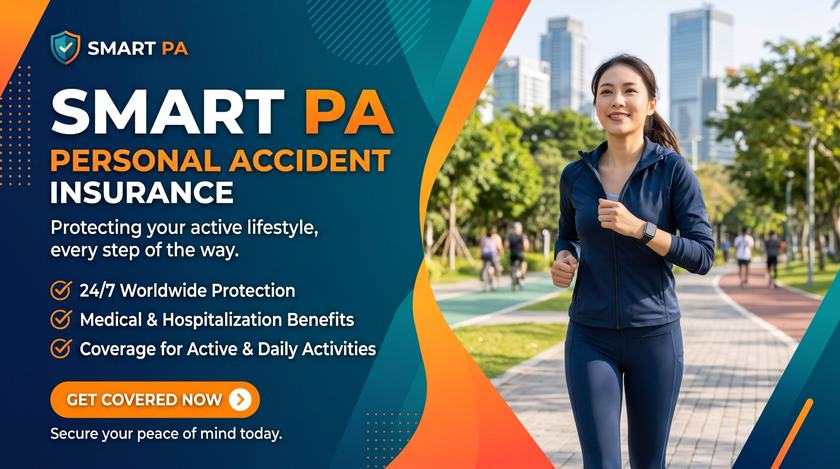 SMART PA
SMART PA
PERSONAL ACCIDENT
INSURANCE
Protecting your active lifestyle,
every step of the way.
24/7 Worldwide Protection
Medical & Hospitalization Benefits
Coverage for Active & Daily Activities
GET COVERED NOW
Secure your peace of mind today.